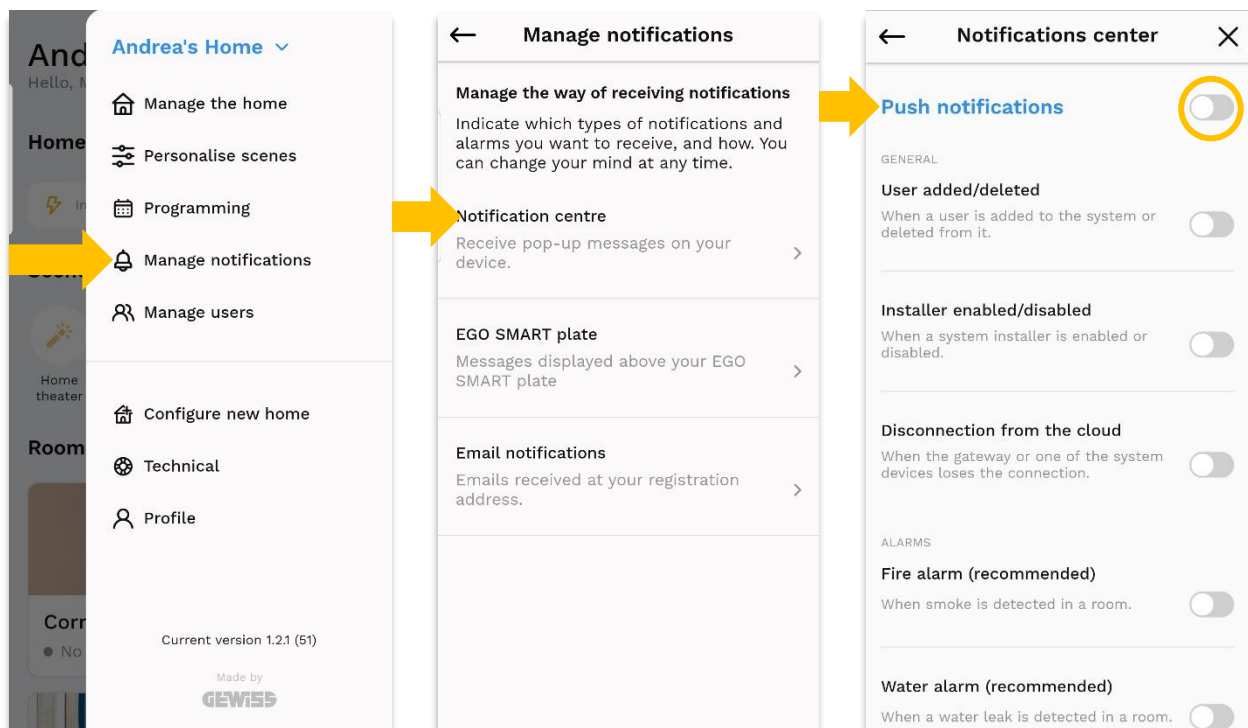 And
Hello, M
Home
In
Home
theater
Room
Corr
No
Andrea's Home
Manage the home
Personalise scenes
Programming
Manage notifications
Manage users
Configure new home
Technical
Profile
Current version 1.2.1 (51)
Made by
GEWISS
Manage notifications
Manage the way of receiving notifications
Indicate which types of notifications and
alarms you want to receive, and how. You
can change your mind at any time.
Notification centre
Receive pop-up messages on your
device.
EGO SMART plate
Messages displayed above your EGO
SMART plate
Email notifications
Emails received at your registration
address.
Notifications center
Push notifications
GENERAL
User added/deleted
When a user is added to the system or
deleted from it.
Installer enabled/disabled
When a system installer is enabled or
disabled.
Disconnection from the cloud
When the gateway or one of the system
devices loses the connection.
ALARMS
Fire alarm (recommended)
When smoke is detected in a room.
Water alarm (recommended)
When a water leak is detected in a room.